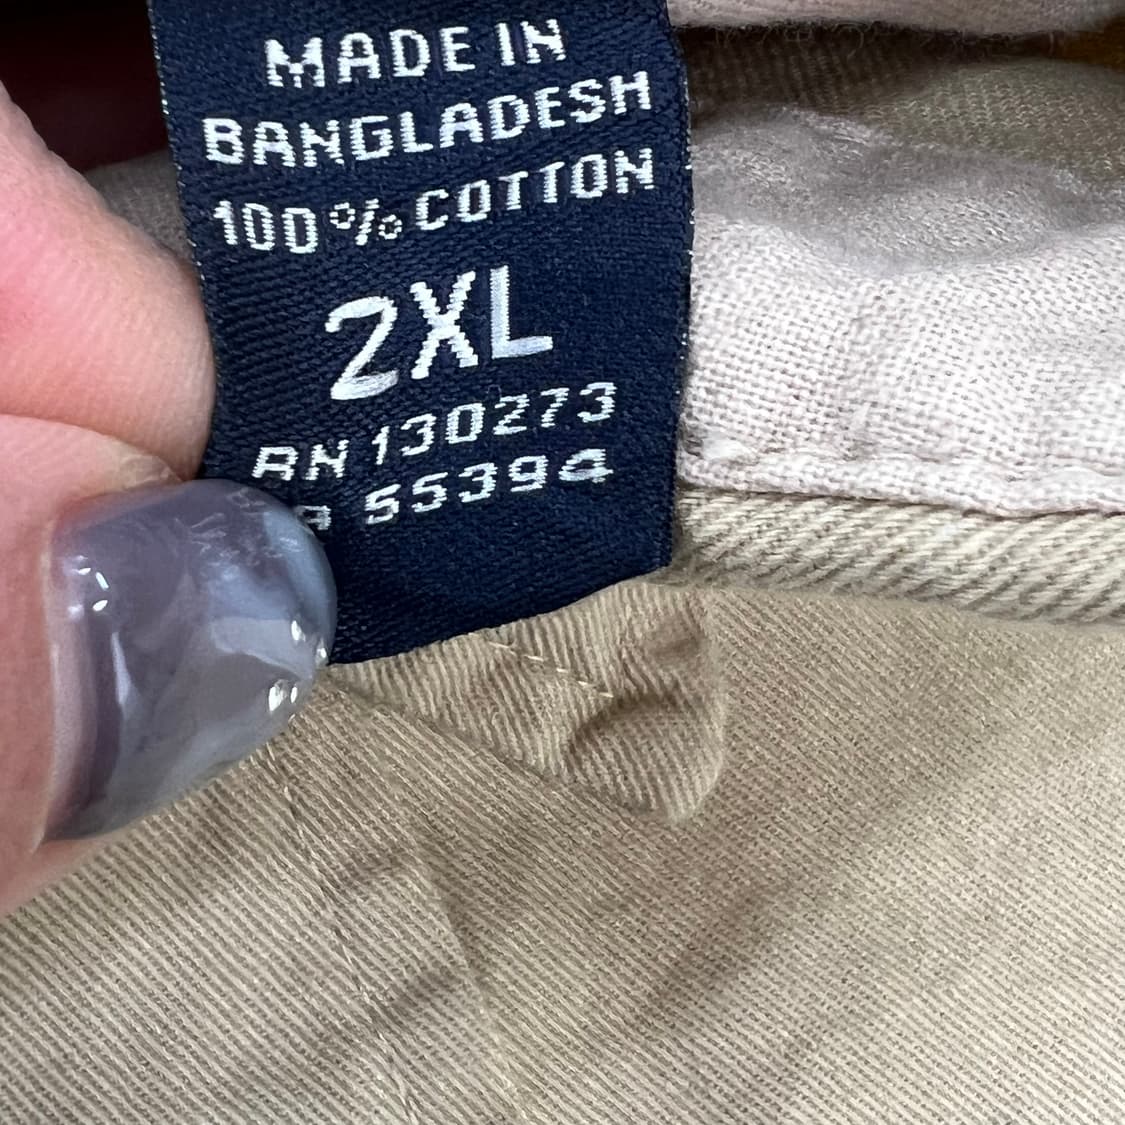 MADE IN
BANGLADESH
100% COTTON
2XL
RN 130273
A 55394